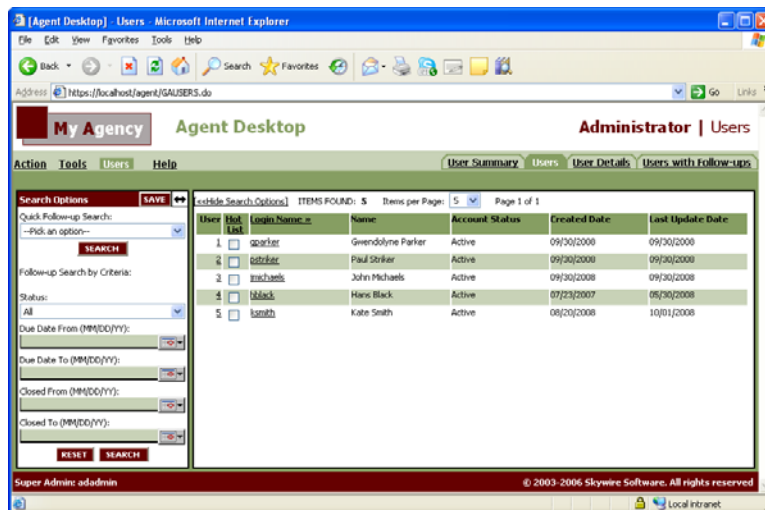 [Agent Desktop] - Users - Microsoft Internet Explorer
File Edit View Favorites Tools Help
Back Search Favorites
Address https://localhost/agent/GAUSERS.do Go Links
My Agency Agent Desktop Administrator | Users
Action Tools Users Help User Summary Users User Details Users with Follow-ups
Search Options SAVE [<<Hide Search Options] ITEMS FOUND: 5 Items per Page: 5 Page 1 of 1
Quick Follow-up Search:
--Pick an option--
SEARCH
Follow-up Search by Criteria:
Status:
All
Due Date From (MM/DD/YY):
Due Date To (MM/DD/YY):
Closed From (MM/DD/YY):
Closed To (MM/DD/YY):
RESET SEARCH
User Hot List Login Name = Name Account Status Created Date Last Update Date
1 gparker Gwendolyne Parker Active 09/30/2008 09/30/2008
2 pstriker Paul Striker Active 09/30/2008 09/30/2008
3 jmichaels John Michaels Active 09/30/2008 09/30/2008
4 hblack Hans Black Active 07/23/2007 05/30/2008
5 ksmith Kate Smith Active 08/20/2008 10/01/2008
Super Admin: adadmin © 2003-2006 Skywire Software. All rights reserved
Local intranet